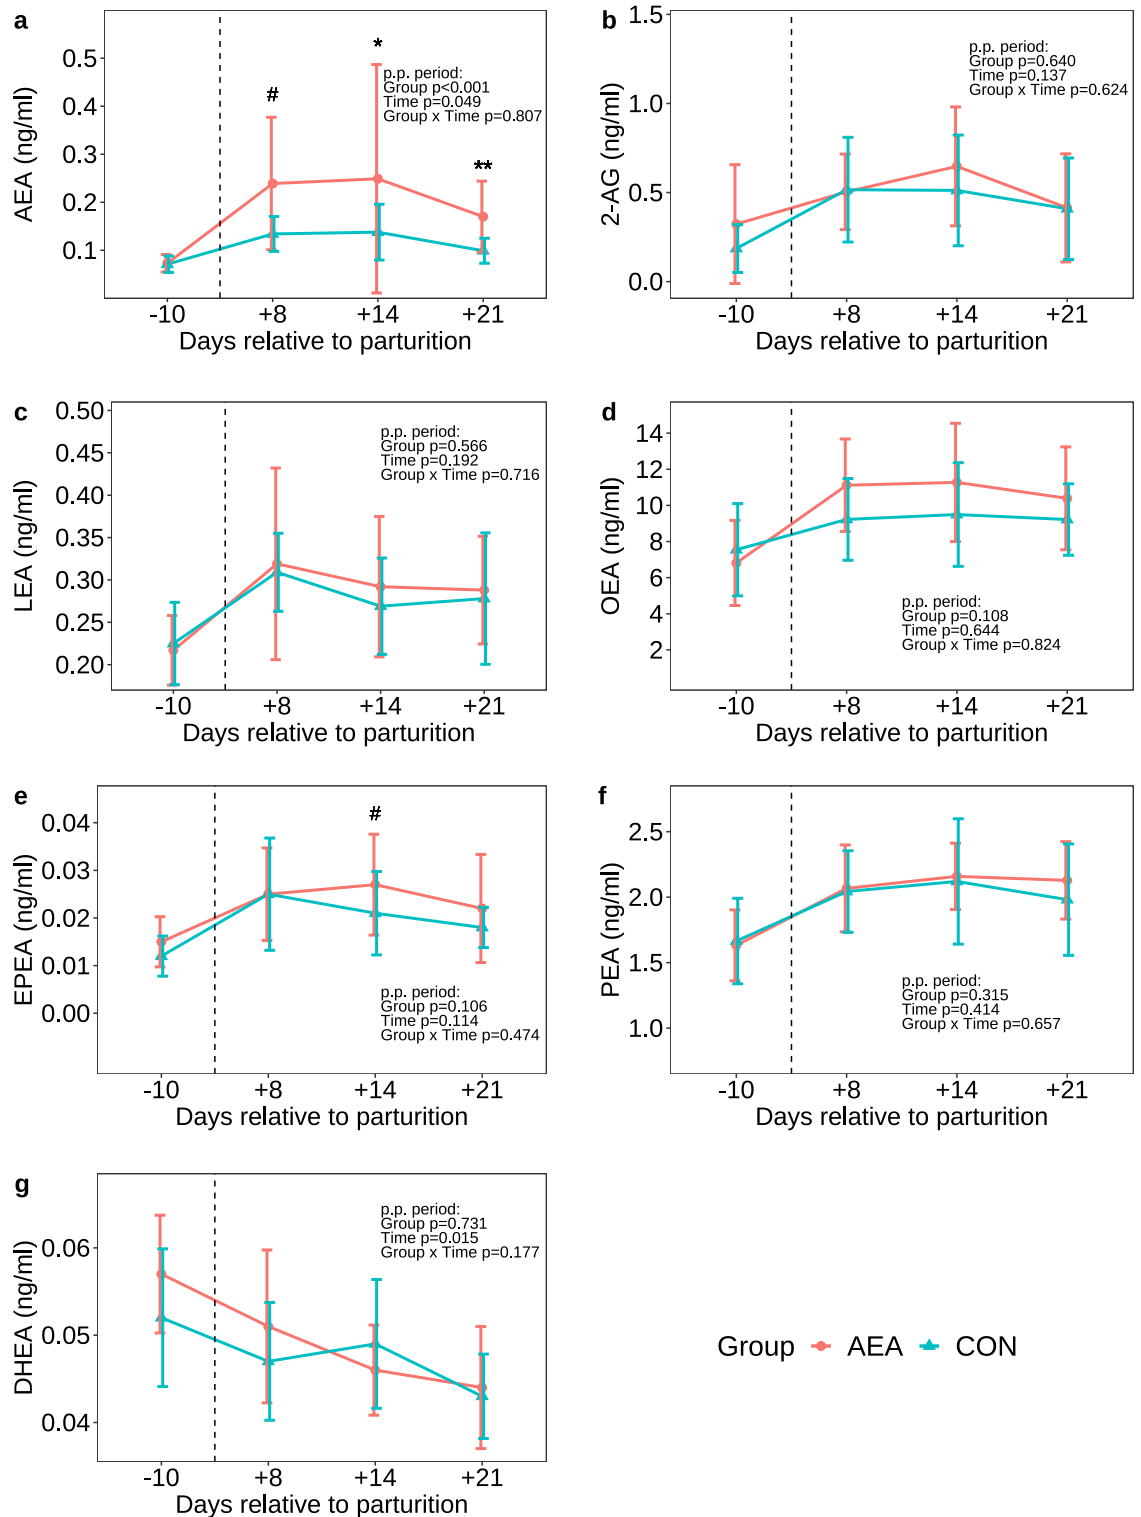 a
AEA (ng/ml)
0.5
0.4
0.3
0.2
0.1
#
*
**
p.p. period:
Group p<0.001
Time p=0.049
Group x Time p=0.807
-10 +8 +14 +21
Days relative to parturition
b
2-AG (ng/ml)
1.5
1.0
0.5
0.0
p.p. period:
Group p=0.640
Time p=0.137
Group x Time p=0.624
-10 +8 +14 +21
Days relative to parturition
c
LEA (ng/ml)
0.50
0.45
0.40
0.35
0.30
0.25
0.20
p.p. period:
Group p=0.566
Time p=0.192
Group x Time p=0.716
-10 +8 +14 +21
Days relative to parturition
d
OEA (ng/ml)
14
12
10
8
6
4
2
p.p. period:
Group p=0.108
Time p=0.644
Group x Time p=0.824
-10 +8 +14 +21
Days relative to parturition
e
EPEA (ng/ml)
0.04
0.03
0.02
0.01
0.00
#
p.p. period:
Group p=0.106
Time p=0.114
Group x Time p=0.474
-10 +8 +14 +21
Days relative to parturition
f
PEA (ng/ml)
2.5
2.0
1.5
1.0
p.p. period:
Group p=0.315
Time p=0.414
Group x Time p=0.657
-10 +8 +14 +21
Days relative to parturition
g
DHEA (ng/ml)
0.06
0.05
0.04
p.p. period:
Group p=0.731
Time p=0.015
Group x Time p=0.177
-10 +8 +14 +21
Days relative to parturition
Group AEA CON